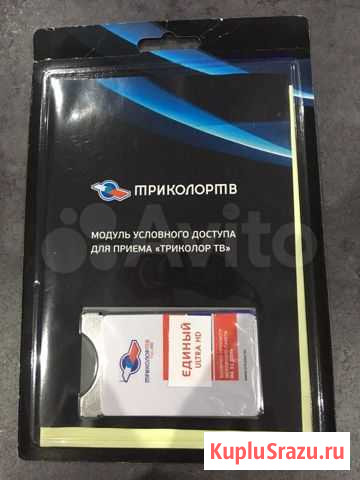 ТРИКОЛОРТВ
МОДУЛЬ УСЛОВНОГО ДОСТУПА
ДЛЯ ПРИЕМА «ТРИКОЛОР ТВ»
Avito
ТРИКОЛОРТВ
ЕДИНЫЙ
ULTRA HD
KupluSrazu.ru